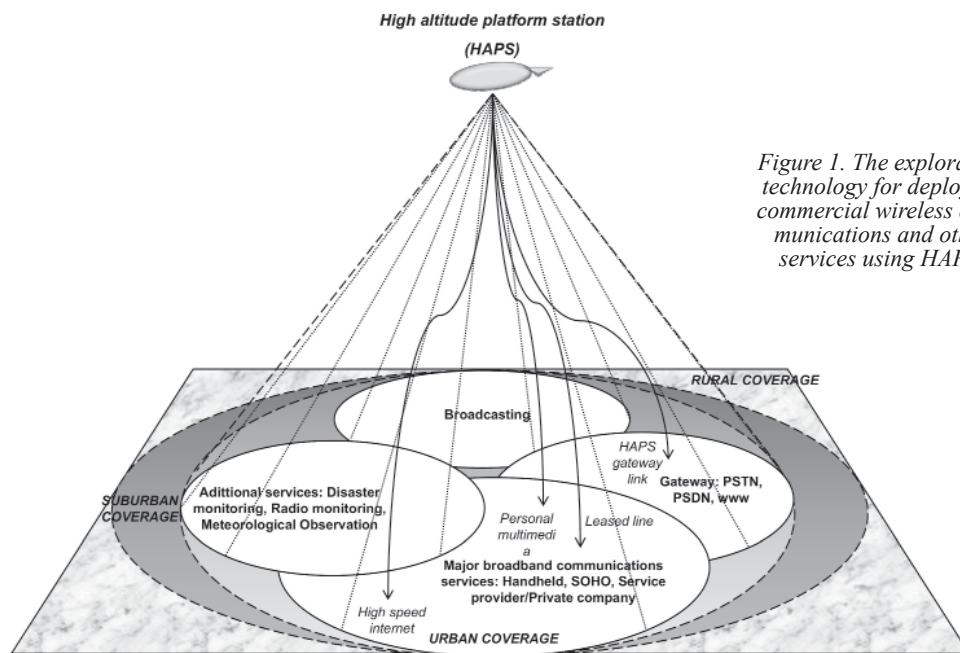 High altitude platform station
(HAPS)
Figure 1. The explora
technology for deploy
commercial wireless
munications and oth
services using HAP
RURAL COVERAGE
Broadcasting
HAPS
gateway
link
Gateway: PSTN,
PSDN, www
SUBURBAN
COVERAGE
Adittional services: Disaster
monitoring, Radio monitoring,
Meteorological Observation
Personal
multimedi
a
Leased line
Major broadband communications
services: Handheld, SOHO, Service
provider/Private company
High speed
internet
URBAN COVERAGE